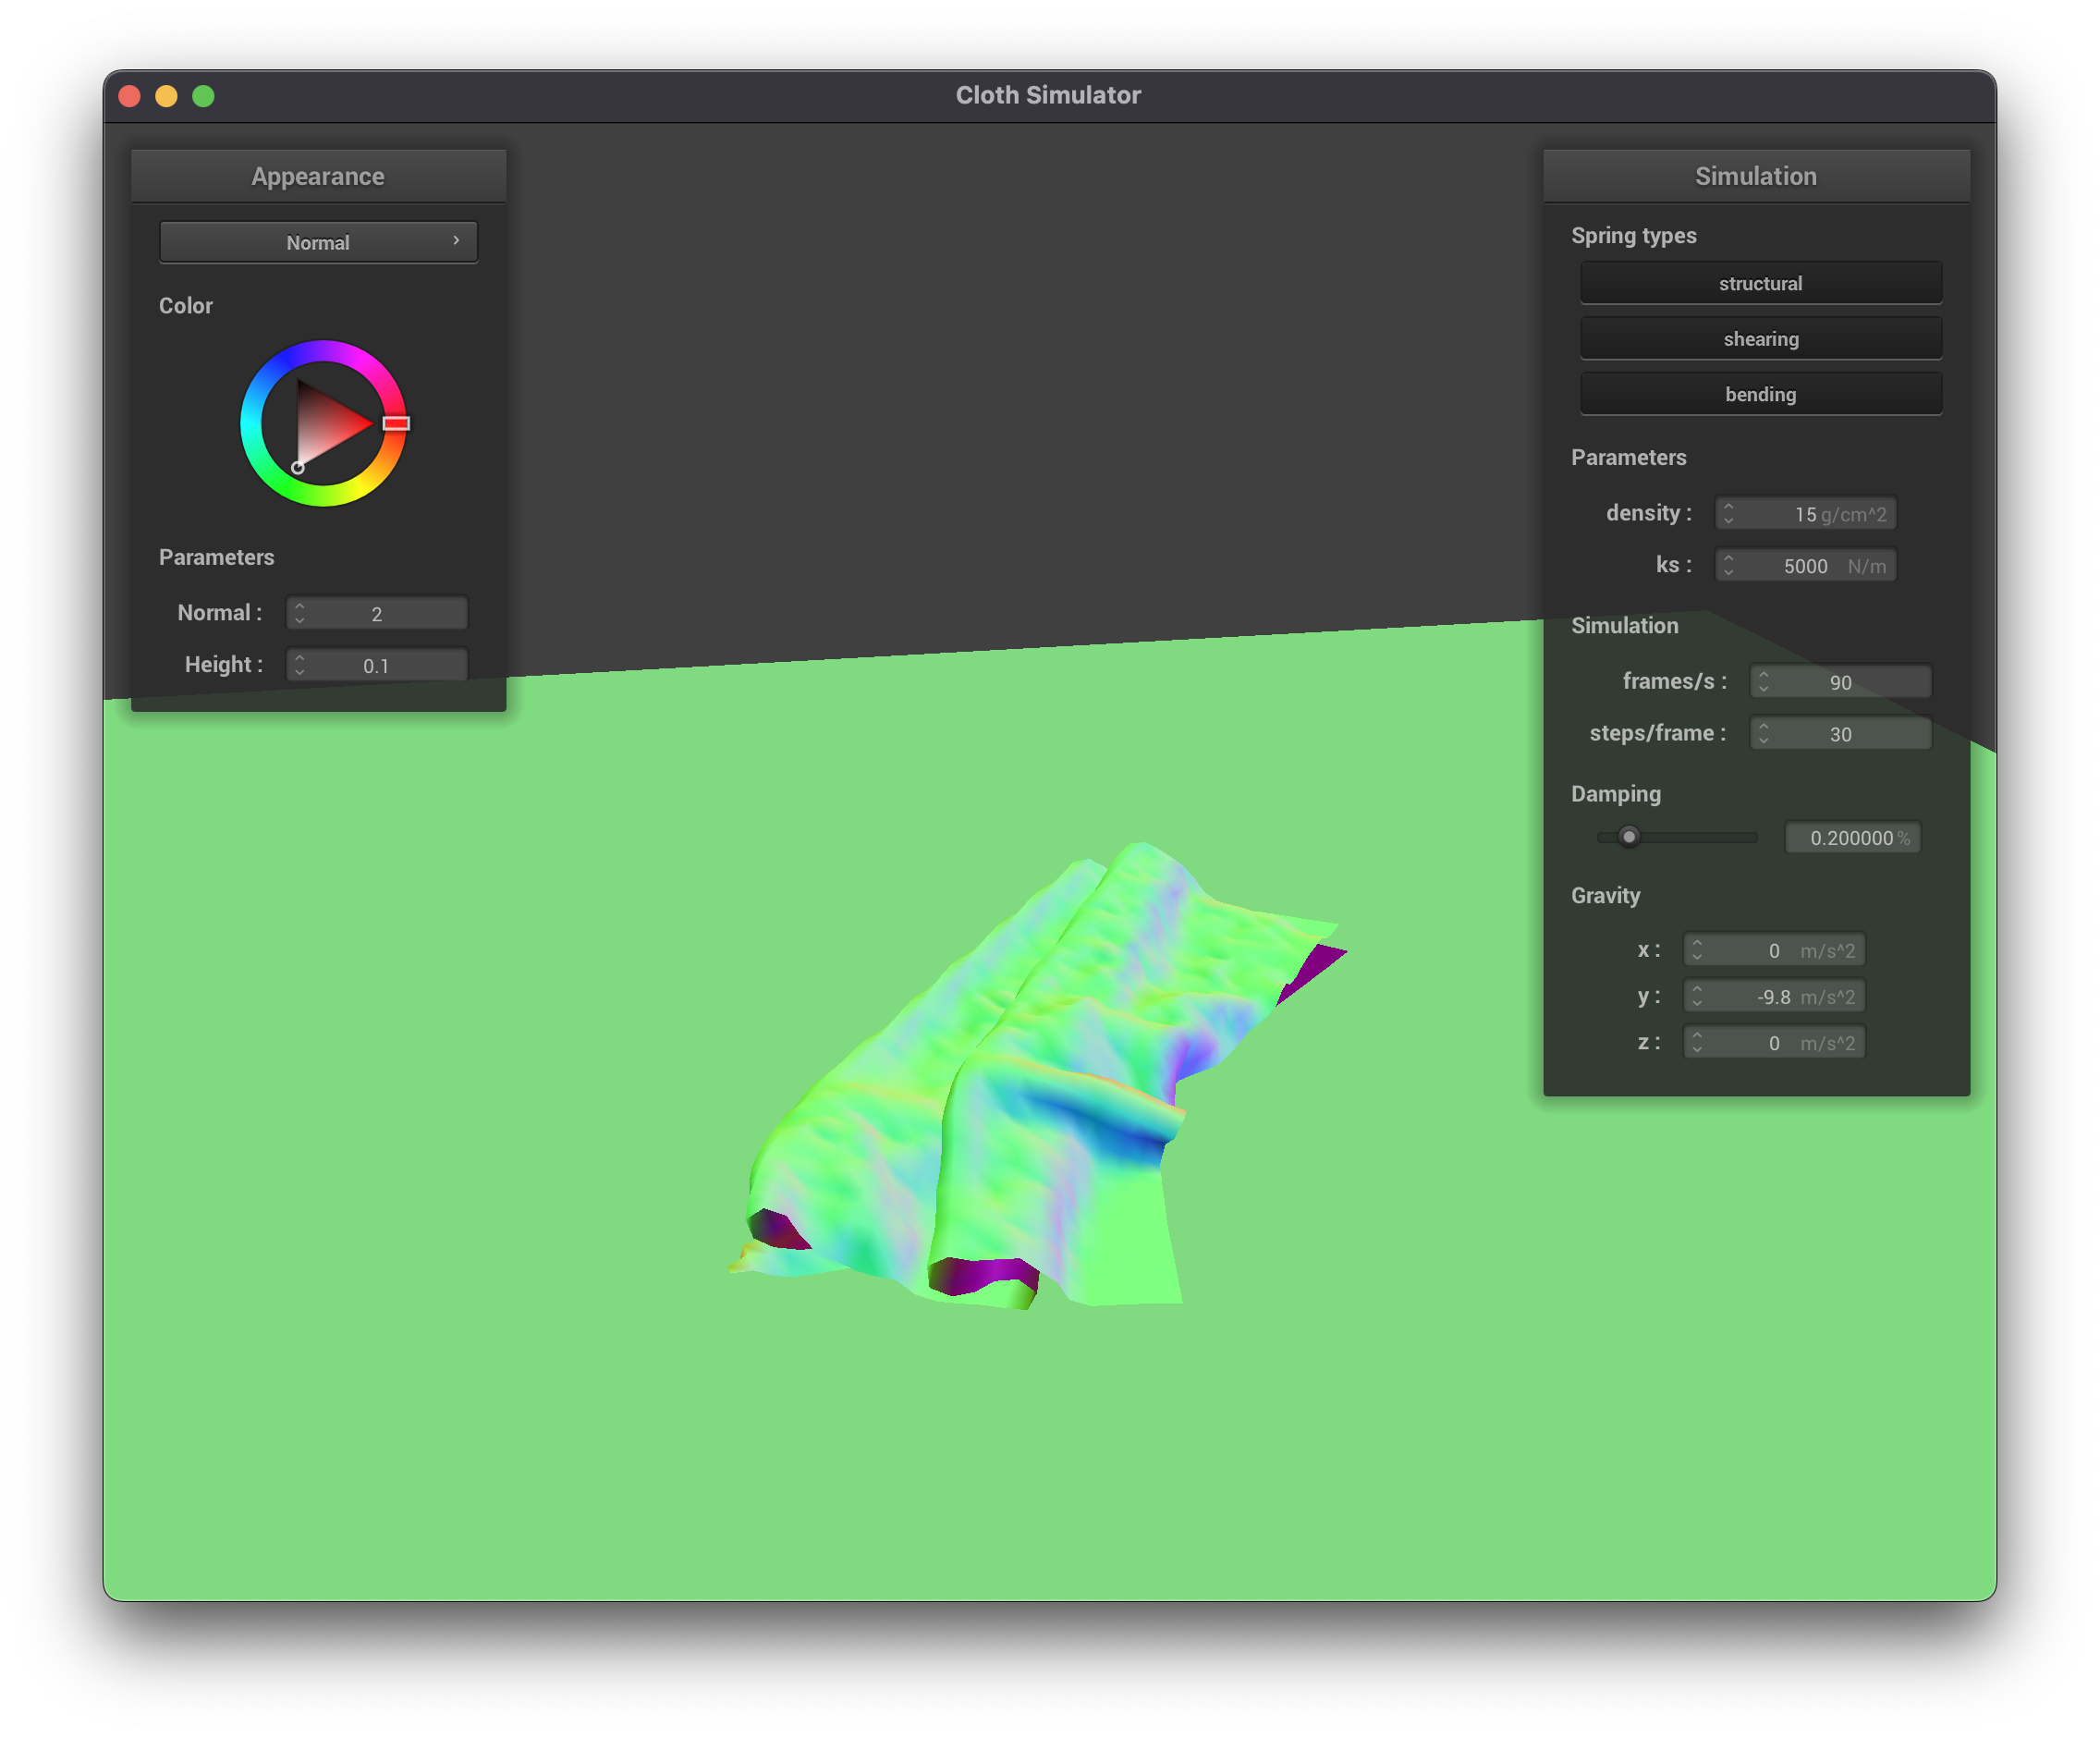 Cloth Simulator
Appearance
Normal
Color
Parameters
Normal : 2
Height : 0.1
Simulation
Spring types
structural
shearing
bending
Parameters
density : 15 g/cm^2
ks : 5000 N/m
Simulation
frames/s : 90
steps/frame : 30
Damping
0.200000 %
Gravity
x : 0 m/s^2
y : -9.8 m/s^2
z : 0 m/s^2